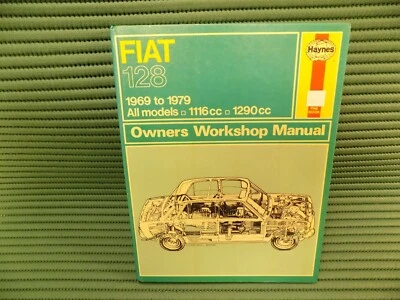 FIAT
128
Haynes
1969 to 1979
All models □ 1116cc □ 1290cc
Owners Workshop Manual